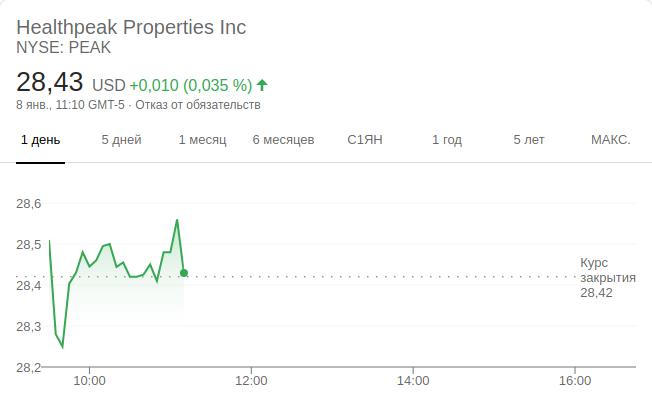 Healthpeak Properties Inc
NYSE: PEAK
28,43 USD +0,010 (0,035 %)
8 янв., 11:10 GMT-5 · Отказ от обязательств
1 день 5 дней 1 месяц 6 месяцев С1ЯН 1 год 5 лет МАКС.
28,6
28,5
Курс
закрытия
28,42
28,4
28,3
28,2
10:00 12:00 14:00 16:00